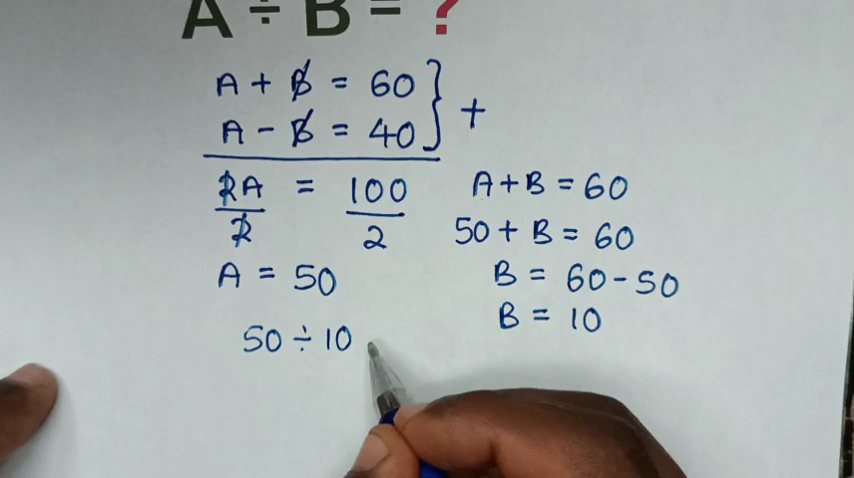 A ÷ B = ?
A + B = 60
A - B = 40
+
2A = 100
2 2
A = 50
50 ÷ 10
A + B = 60
50 + B = 60
B = 60 - 50
B = 10